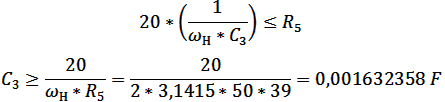 20 * (1 / (ω_H * C_3)) ≤ R_5
C_3 ≥ 20 / (ω_H * R_5) = 20 / (2 * 3,1415 * 50 * 39) = 0,001632358 F